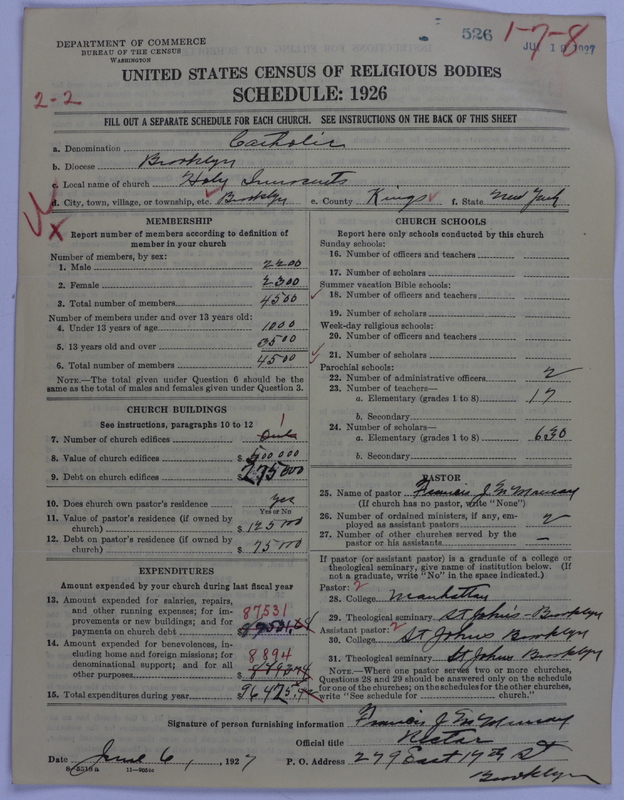 526 1-7-8
DEPARTMENT OF COMMERCE
BUREAU OF THE CENSUS
WASHINGTON
JUL 19 1927
UNITED STATES CENSUS OF RELIGIOUS BODIES
2-2
SCHEDULE: 1926
FILL OUT A SEPARATE SCHEDULE FOR EACH CHURCH. SEE INSTRUCTIONS ON THE BACK OF THIS SHEET
a. Denomination Catholic
b. Diocese Brooklyn
c. Local name of church Holy Innocents
d. City, town, village, or township, etc. Brooklyn e. County Kings f. State New York
MEMBERSHIP
Report number of members according to definition of
member in your church
Number of members, by sex:
1. Male 2200
2. Female 2300
3. Total number of members 4500
Number of members under and over 13 years old:
4. Under 13 years of age 1000
5. 13 years old and over 3500
6. Total number of members 4500
NOTE.—The total given under Question 6 should be the
same as the total of males and females given under Question 3.
CHURCH BUILDINGS
See instructions, paragraphs 10 to 12
7. Number of church edifices 1
8. Value of church edifices $ 500000
9. Debt on church edifices $ 275000
10. Does church own pastor's residence Yes
Yes or No
11. Value of pastor's residence (if owned by
church) $ 125000
12. Debt on pastor's residence (if owned by
church) $ 75000
EXPENDITURES
Amount expended by your church during last fiscal year
13. Amount expended for salaries, repairs,
and other running expenses; for im-
provements or new buildings; and for
payments on church debt $ 87531
14. Amount expended for benevolences, in-
cluding home and foreign missions; for
denominational support; and for all
other purposes $ 8894
15. Total expenditures during year $ 96425
CHURCH SCHOOLS
Report here only schools conducted by this church
Sunday schools:
16. Number of officers and teachers
17. Number of scholars
Summer vacation Bible schools:
18. Number of officers and teachers
19. Number of scholars
Week-day religious schools:
20. Number of officers and teachers
21. Number of scholars
Parochial schools:
22. Number of administrative officers 2
23. Number of teachers—
a. Elementary (grades 1 to 8) 17
b. Secondary
24. Number of scholars—
a. Elementary (grades 1 to 8) 630
b. Secondary
PASTOR
25. Name of pastor Francis J. McMurray
(If church has no pastor, write "None")
26. Number of ordained ministers, if any, em-
ployed as assistant pastors 2
27. Number of other churches served by the
pastor or his assistants —
If pastor (or assistant pastor) is a graduate of a college or
theological seminary, give name of institution below. (If
not a graduate, write "No" in the space indicated.)
Pastor: 2
28. College Manhattan
29. Theological seminary St John's - Brooklyn
Assistant pastor: 2
30. College St Johns Brooklyn
31. Theological seminary St Johns Brooklyn
NOTE.—Where one pastor served two or more churches,
Questions 28 and 29 should be answered only on the schedule
for one of the churches; on the schedules for the other churches,
write "See schedule for church."
Signature of person furnishing information Francis J. McMurray
Official title Rector
Date June 6, 1927 P. O. Address 279 East 17th St
Brooklyn